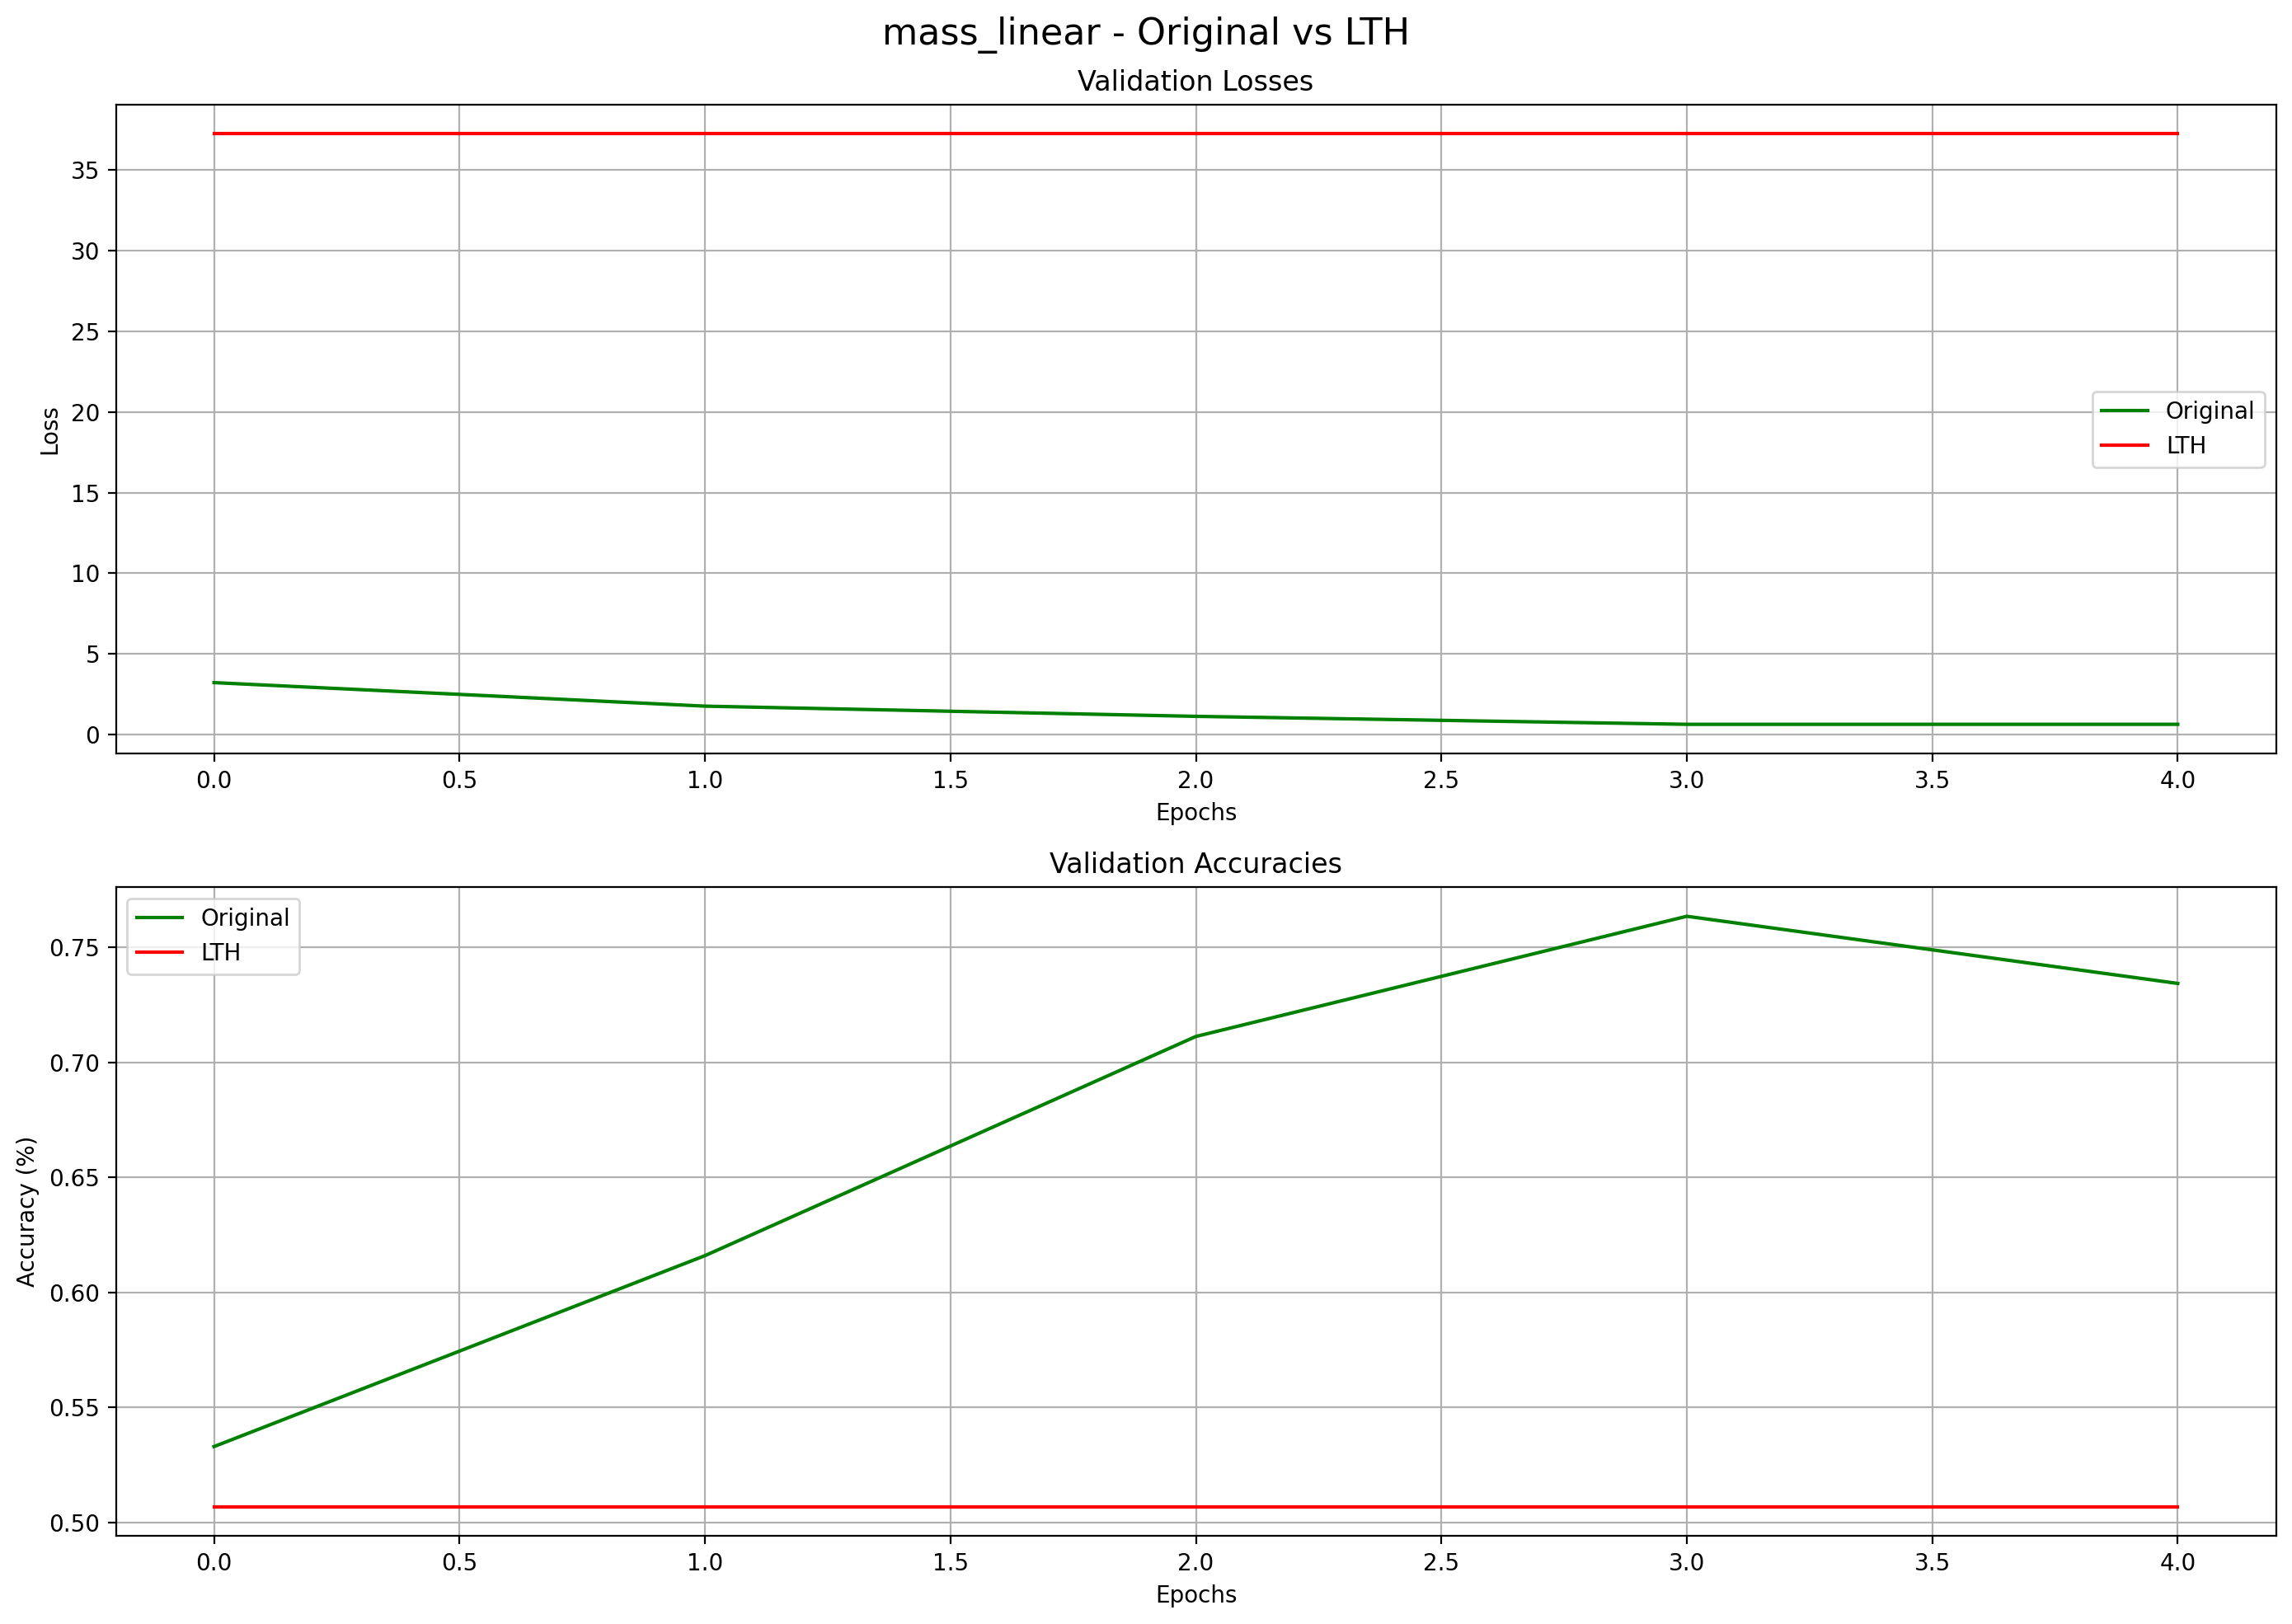 mass_linear - Original vs LTH
Validation Losses
35
30
25
20
15
10
5
0
Loss
Original
LTH
0.0 0.5 1.0 1.5 2.0 2.5 3.0 3.5 4.0
Epochs
Validation Accuracies
Original
LTH
0.75
0.70
0.65
0.60
0.55
0.50
Accuracy (%)
0.0 0.5 1.0 1.5 2.0 2.5 3.0 3.5 4.0
Epochs